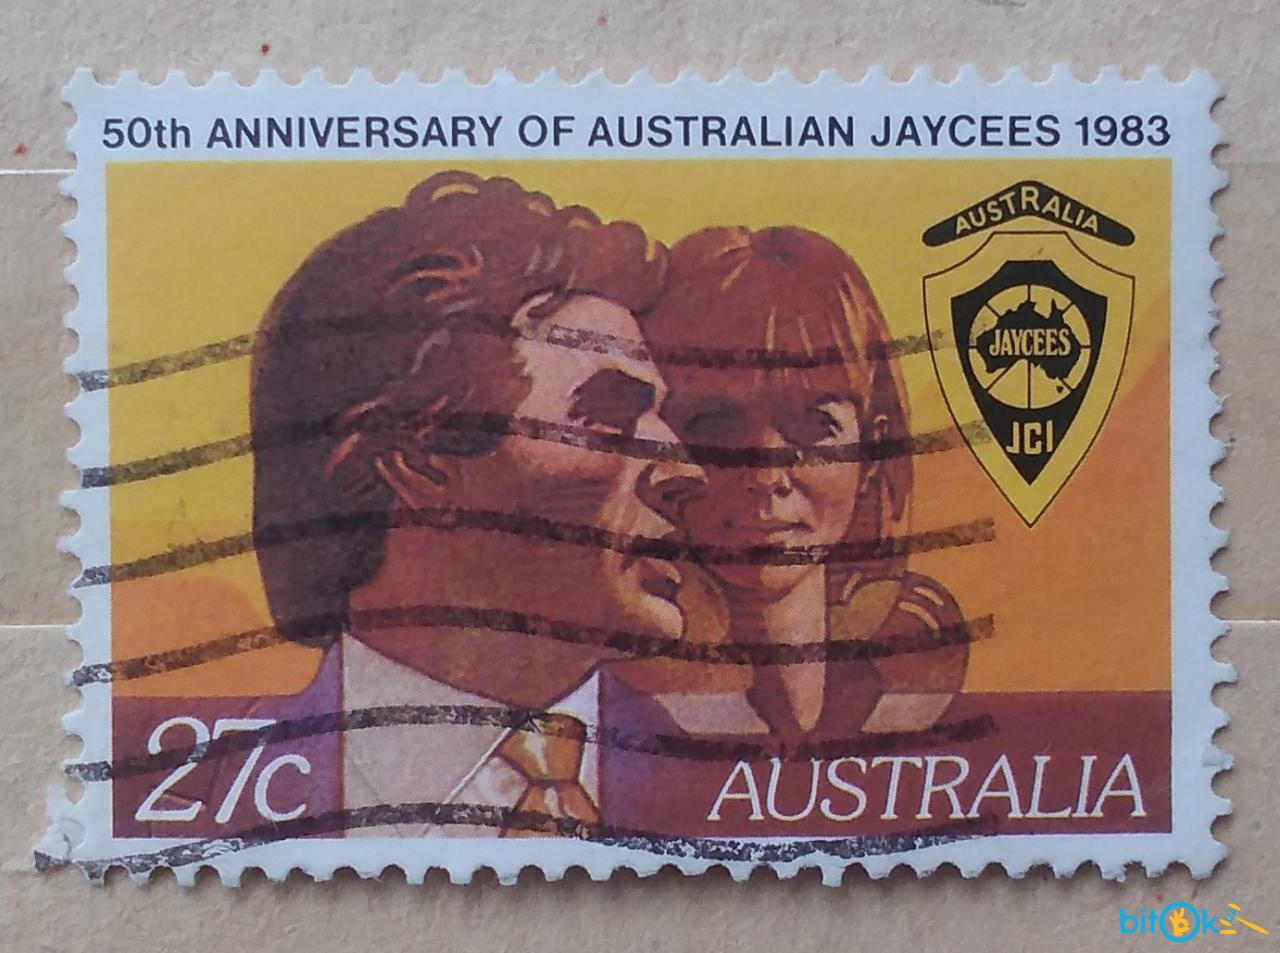 50th ANNIVERSARY OF AUSTRALIAN JAYCEES 1983
AUSTRALIA
JAYCEES
JCI
27c
AUSTRALIA
bitOk